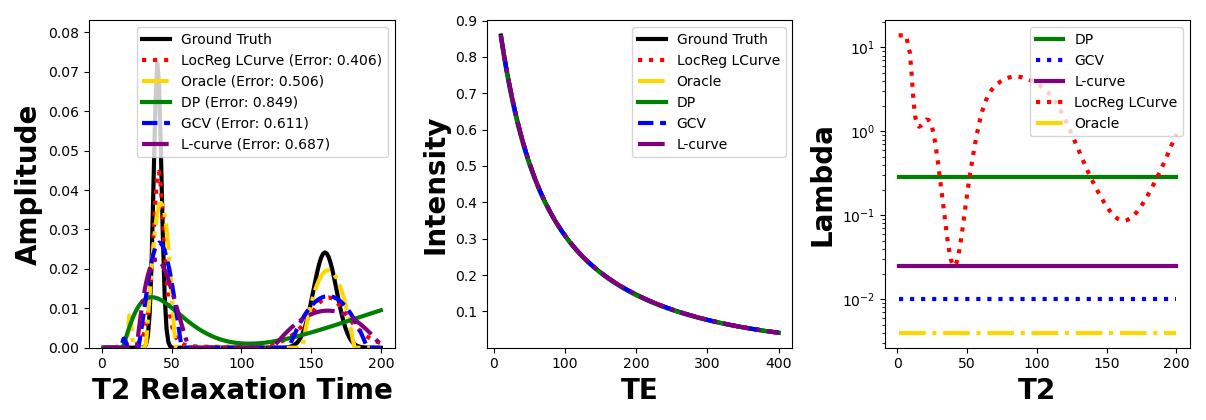 0.08
0.07
0.06
0.05
0.04
0.03
0.02
0.01
0.00
Amplitude
Ground Truth
LocReg LCurve (Error: 0.406)
Oracle (Error: 0.506)
DP (Error: 0.849)
GCV (Error: 0.611)
L-curve (Error: 0.687)
0 50 100 150 200
T2 Relaxation Time
0.9
0.8
0.7
0.6
0.5
0.4
0.3
0.2
0.1
Intensity
Ground Truth
LocReg LCurve
Oracle
DP
GCV
L-curve
0 100 200 300 400
TE
10¹
10⁰
10⁻¹
10⁻²
Lambda
DP
GCV
L-curve
LocReg LCurve
Oracle
0 50 100 150 200
T2